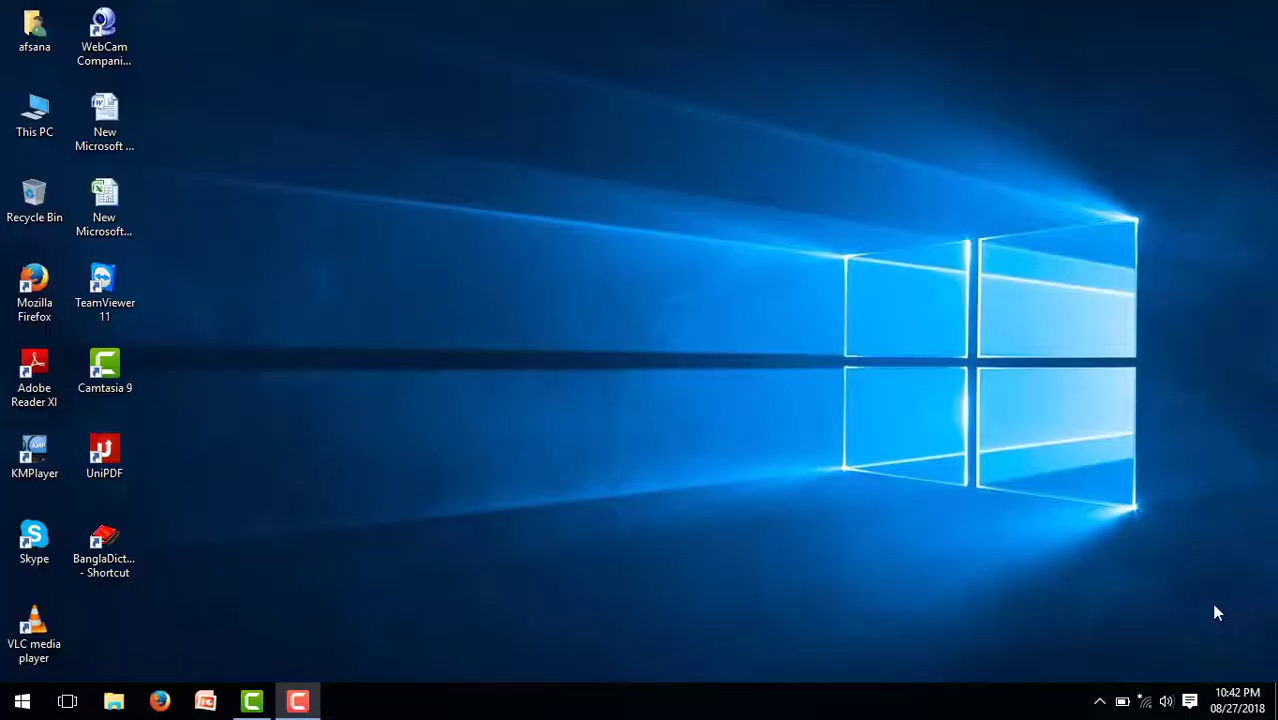 afsana
WebCam
Compani...
This PC
New
Microsoft ...
Recycle Bin
New
Microsoft...
Mozilla
Firefox
TeamViewer
11
Adobe
Reader XI
Camtasia 9
KMPlayer
UniPDF
Skype
BanglaDict...
- Shortcut
VLC media
player
10:42 PM
08/27/2018